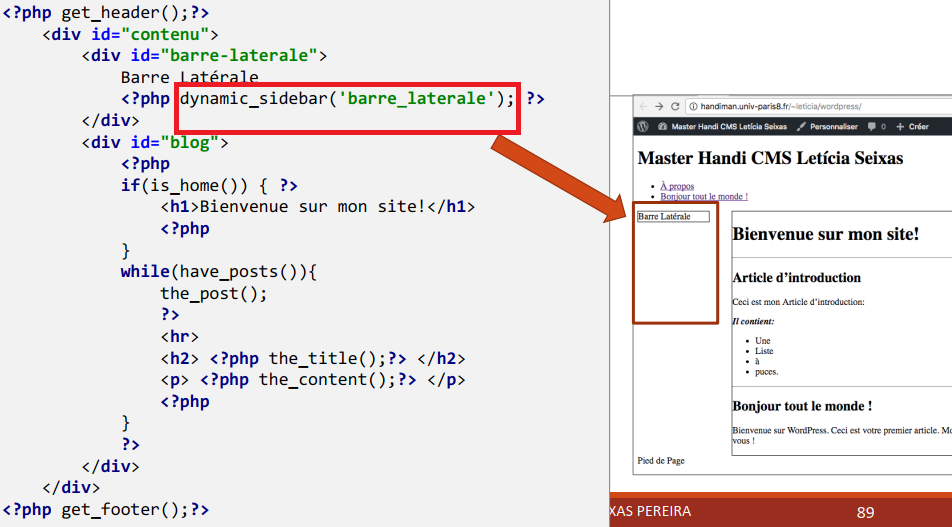 <?php get_header();?>
<div id="contenu">
<div id="barre-laterale">
Barre Latérale
<?php dynamic_sidebar('barre_laterale'); ?>
</div>
<div id="blog">
<?php
if(is_home()) { ?>
<h1>Bienvenue sur mon site!</h1>
<?php
}
while(have_posts()){
the_post();
?>
<hr>
<h2> <?php the_title();?> </h2>
<p> <?php the_content();?> </p>
<?php
}
?>
</div>
</div>
<?php get_footer();?>
handiman.univ-paris8.fr/~leticia/wordpress/
Master Handi CMS Letícia Seixas Personnaliser 0 + Créer
Master Handi CMS Letícia Seixas
À propos
Bonjour tout le monde !
Barre Latérale
Bienvenue sur mon site!
Article d’introduction
Ceci est mon Article d’introduction:
Il contient:
Une
Liste
à
puces.
Bonjour tout le monde !
Bienvenue sur WordPress. Ceci est votre premier article. Mo
vous !
Pied de Page
XAS PEREIRA
89